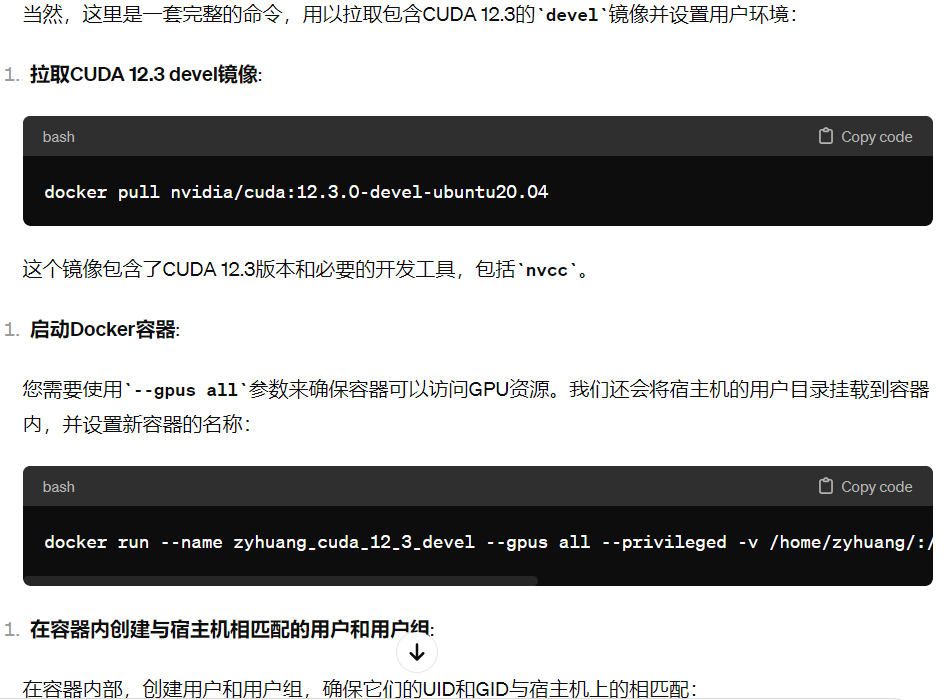 当然，这里是一套完整的命令，用以拉取包含CUDA 12.3的`devel`镜像并设置用户环境：
1. 拉取CUDA 12.3 devel镜像:
bash
Copy code
docker pull nvidia/cuda:12.3.0-devel-ubuntu20.04
这个镜像包含了CUDA 12.3版本和必要的开发工具，包括`nvcc`。
1. 启动Docker容器:
您需要使用`--gpus all`参数来确保容器可以访问GPU资源。我们还会将宿主机的用户目录挂载到容器
内，并设置新容器的名称：
bash
Copy code
docker run --name zyhuang_cuda_12_3_devel --gpus all --privileged -v /home/zyhuang/:/
1. 在容器内创建与宿主机相匹配的用户和用户组:
在容器内部，创建用户和用户组，确保它们的UID和GID与宿主机上的相匹配：